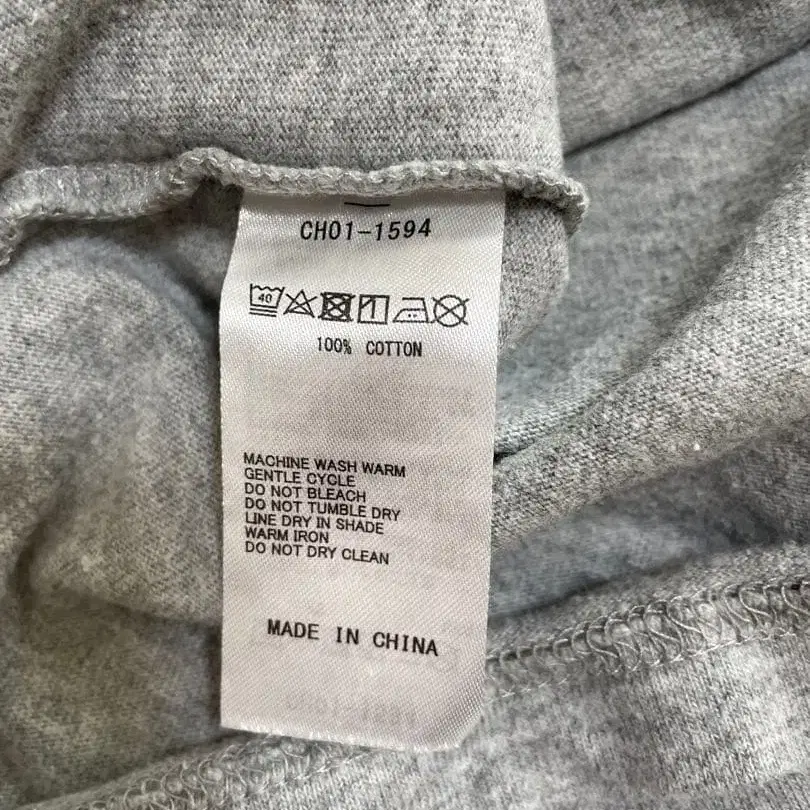 CH01-1594
40
100% COTTON
MACHINE WASH WARM
GENTLE CYCLE
DO NOT BLEACH
DO NOT TUMBLE DRY
LINE DRY IN SHADE
WARM IRON
DO NOT DRY CLEAN
MADE IN CHINA